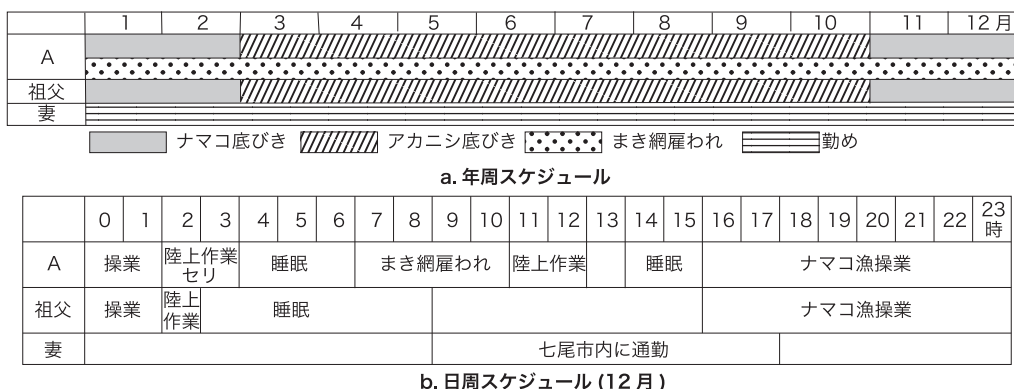 1 2 3 4 5 6 7 8 9 10 11 12月
A
祖父
妻
ナマコ底びき アカニシ底びき まき網雇われ 勤め
a. 年周スケジュール
0 1 2 3 4 5 6 7 8 9 10 11 12 13 14 15 16 17 18 19 20 21 22 23時
A 操業 陸上作業セリ 睡眠 まき網雇われ 陸上作業 睡眠 ナマコ漁操業
祖父 操業 陸上作業 睡眠 ナマコ漁操業
妻 七尾市内に通勤
b. 日周スケジュール (12月)